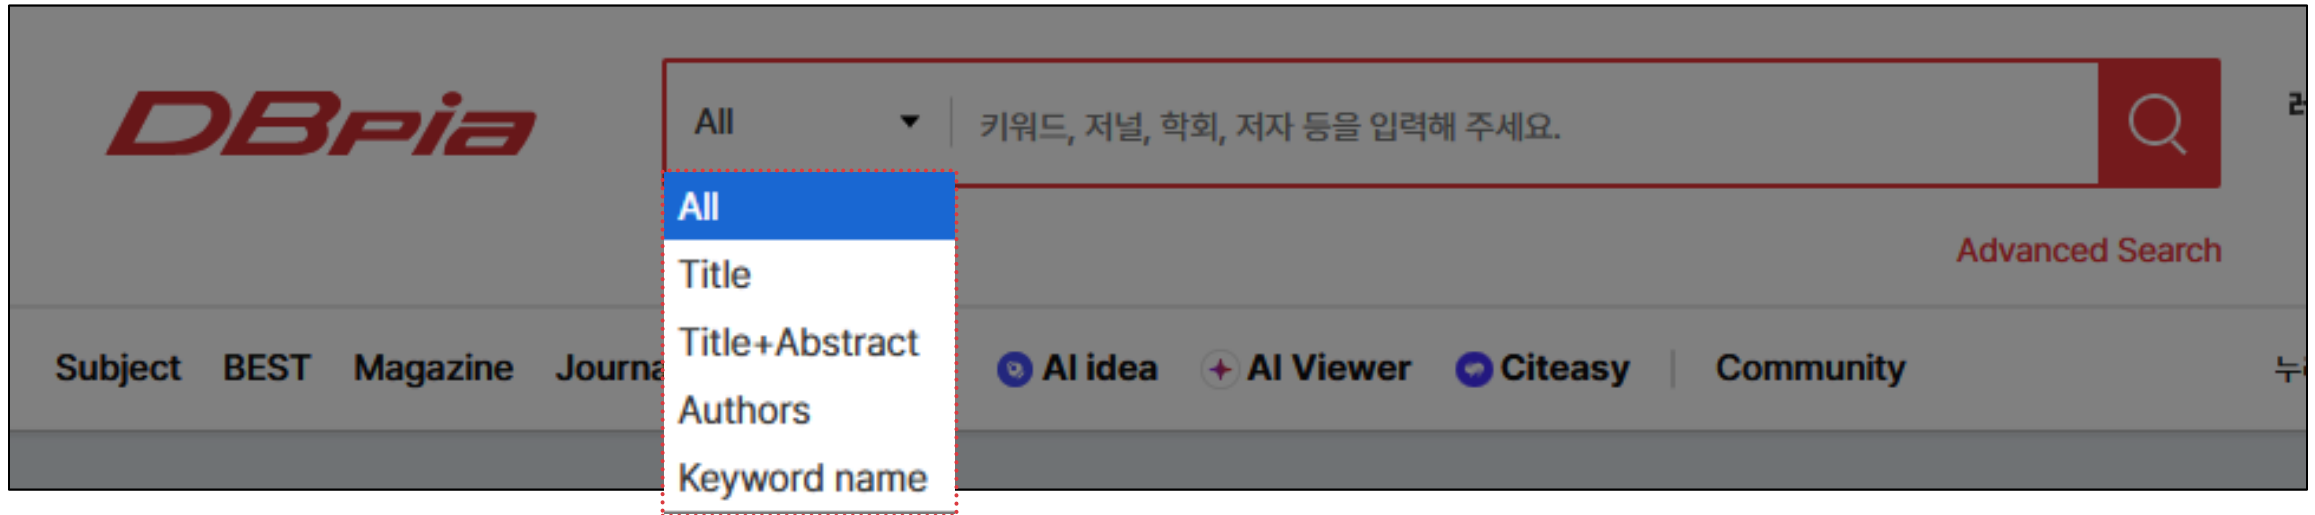 DBpia
All
키워드, 저널, 학회, 저자 등을 입력해 주세요.
All
Title
Title+Abstract
Authors
Keyword name
Advanced Search
Subject BEST Magazine Journa AI idea AI Viewer Citeasy Community